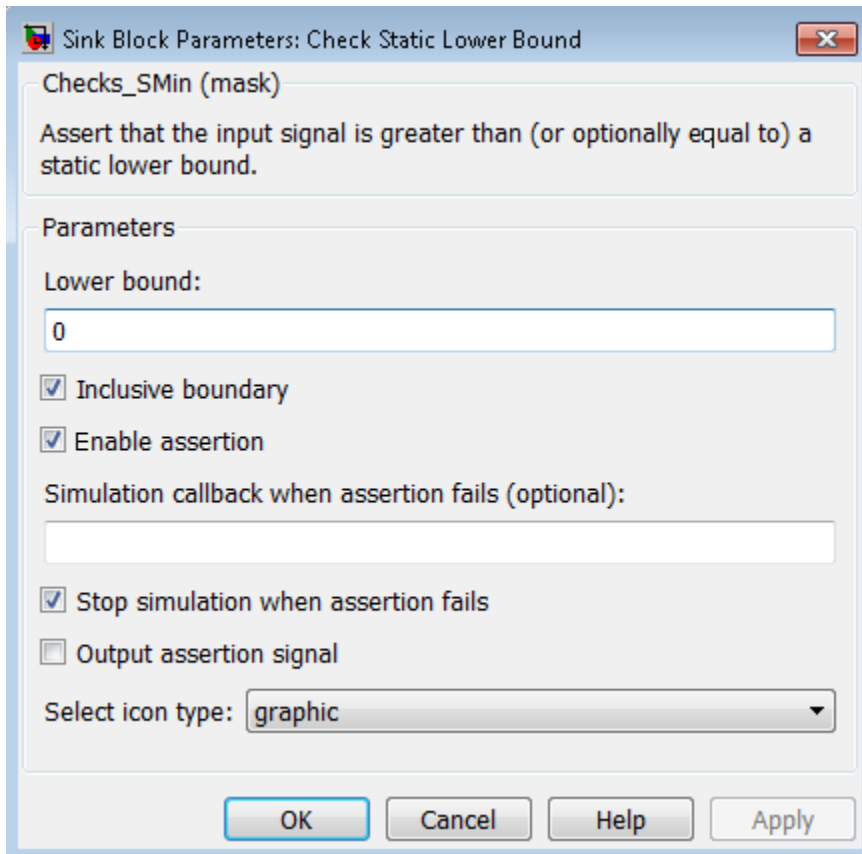 Sink Block Parameters: Check Static Lower Bound
Checks_SMin (mask)
Assert that the input signal is greater than (or optionally equal to) a
static lower bound.
Parameters
Lower bound:
0
Inclusive boundary
Enable assertion
Simulation callback when assertion fails (optional):
Stop simulation when assertion fails
Output assertion signal
Select icon type: graphic
OK Cancel Help Apply